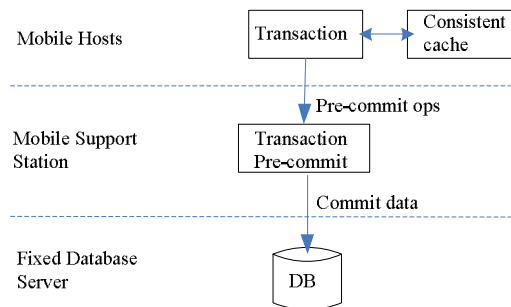 Mobile Hosts
Transaction
Consistent
cache
Pre-commit ops
Mobile Support
Station
Transaction
Pre-commit
Commit data
Fixed Database
Server
DB